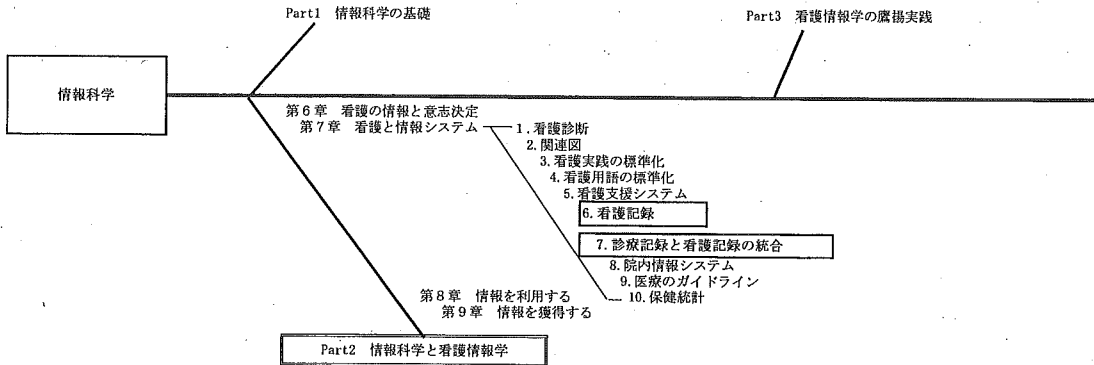 Part1 情報科学の基礎
Part3 看護情報学の鷹揚実践
情報科学
第6章 看護の情報と意志決定
第7章 看護と情報システム
1.看護診断
2.関連図
3.看護実践の標準化
4.看護用語の標準化
5.看護支援システム
6.看護記録
7.診療記録と看護記録の統合
8.院内情報システム
9.医療のガイドライン
10.保健統計
第8章 情報を利用する
第9章 情報を獲得する
Part2 情報科学と看護情報学